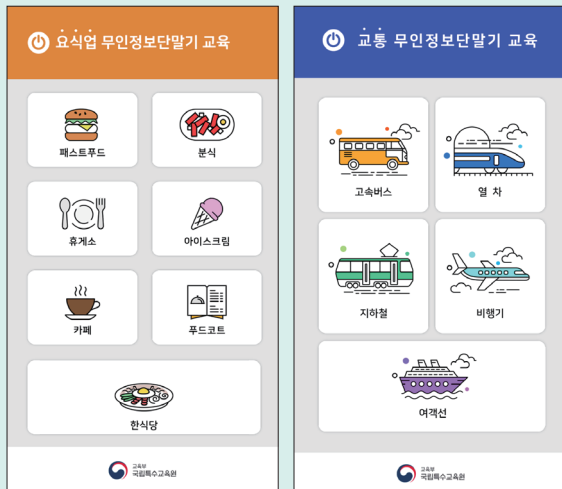 요식업 무인정보단말기 교육
패스트푸드
분식
휴게소
아이스크림
카페
푸드코트
한식당
교육부
국립특수교육원
교통 무인정보단말기 교육
고속버스
열 차
지하철
비행기
여객선
교육부
국립특수교육원